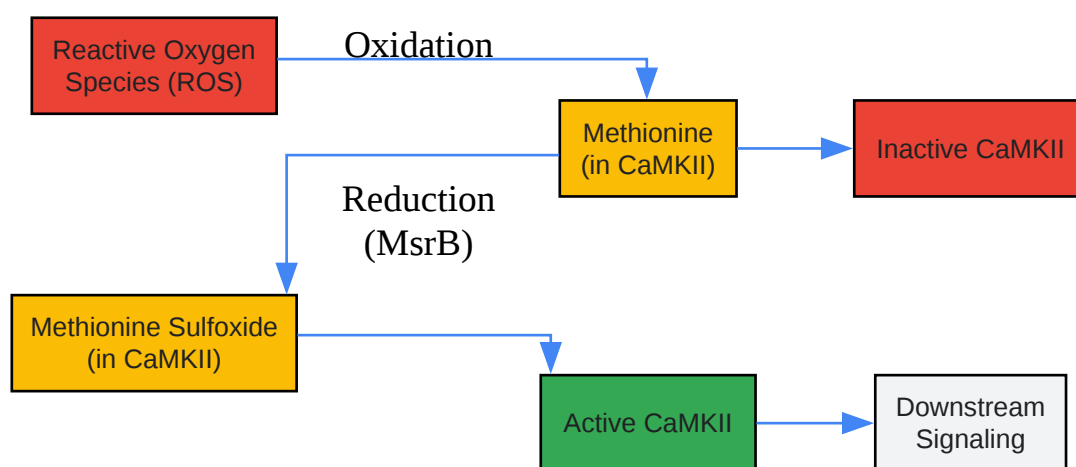 Reactive Oxygen
Species (ROS)
Oxidation
Methionine
(in CaMKII)
Inactive CaMKII
Reduction
(MsrB)
Methionine Sulfoxide
(in CaMKII)
Active CaMKII
Downstream
Signaling